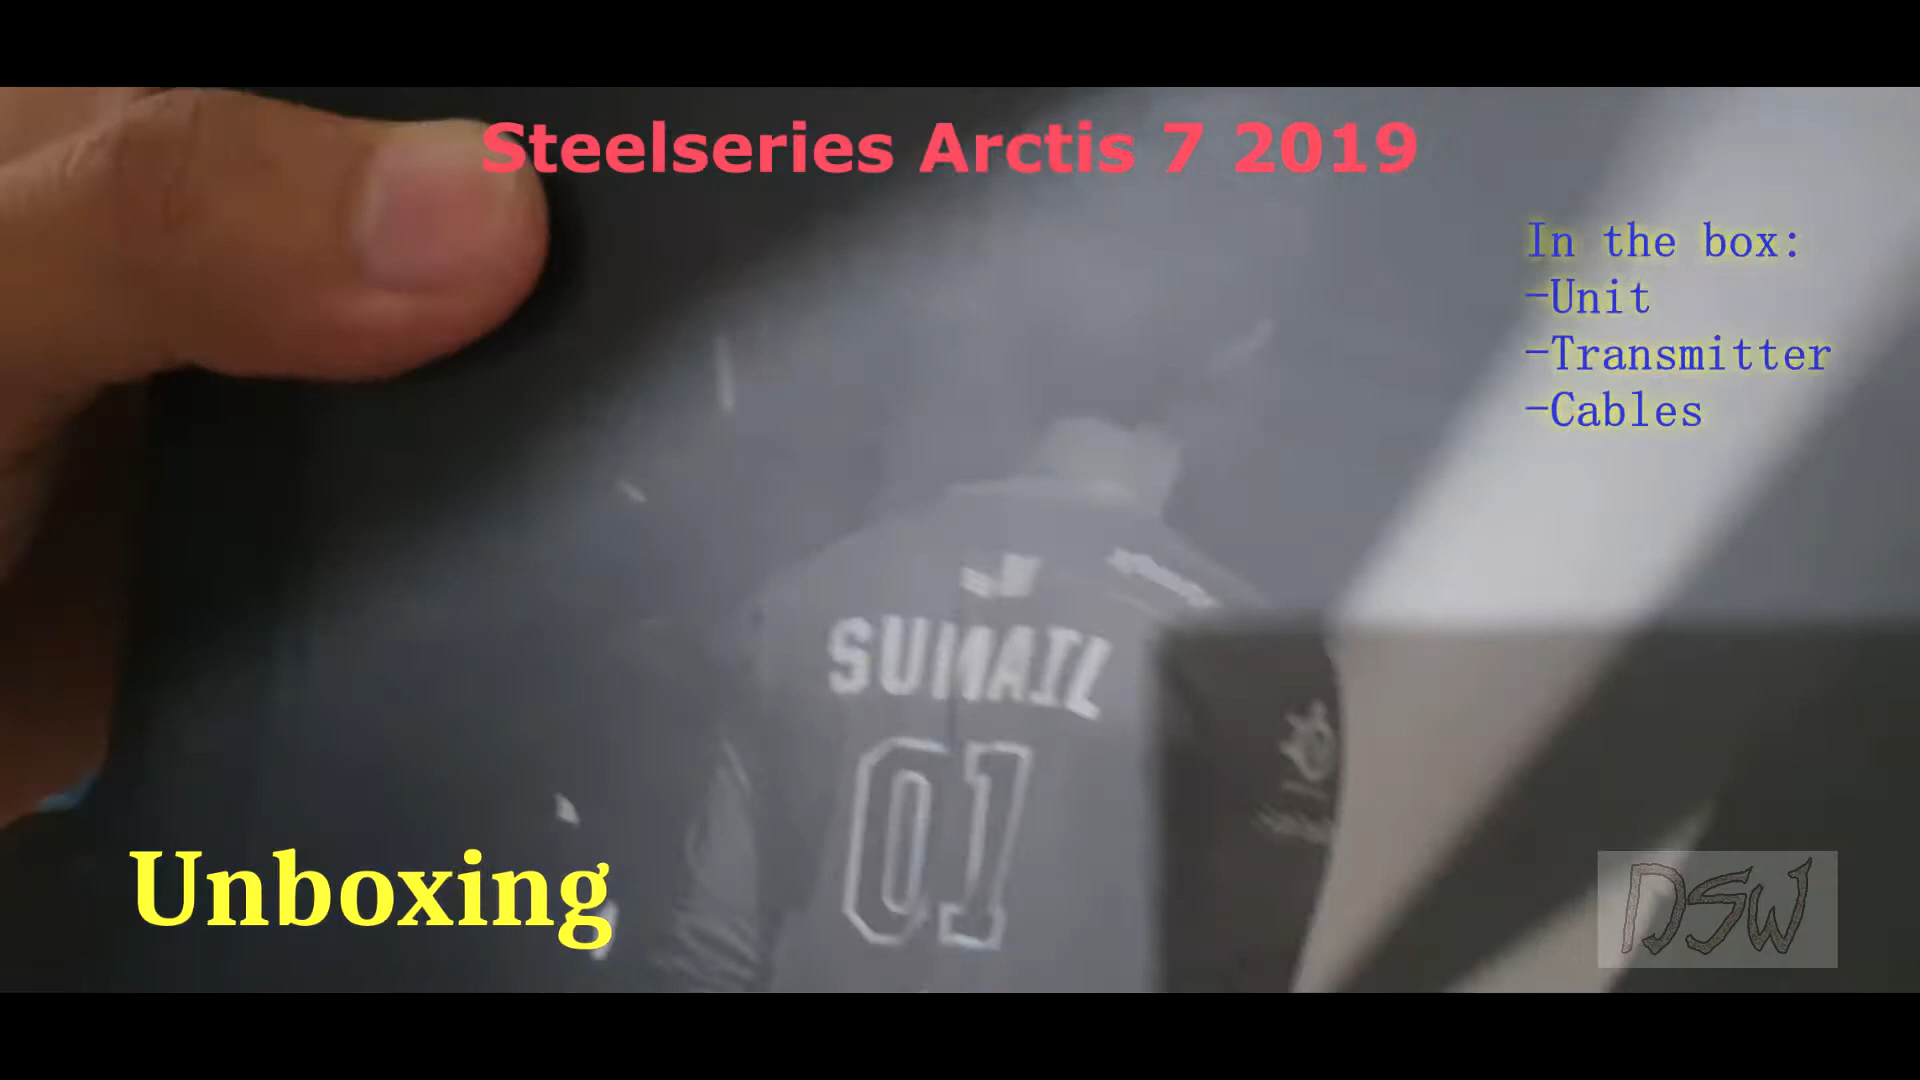 Steelseries Arctis 7 2019
In the box:
-Unit
-Transmitter
-Cables
SUMAIL
01
Unboxing
DSW